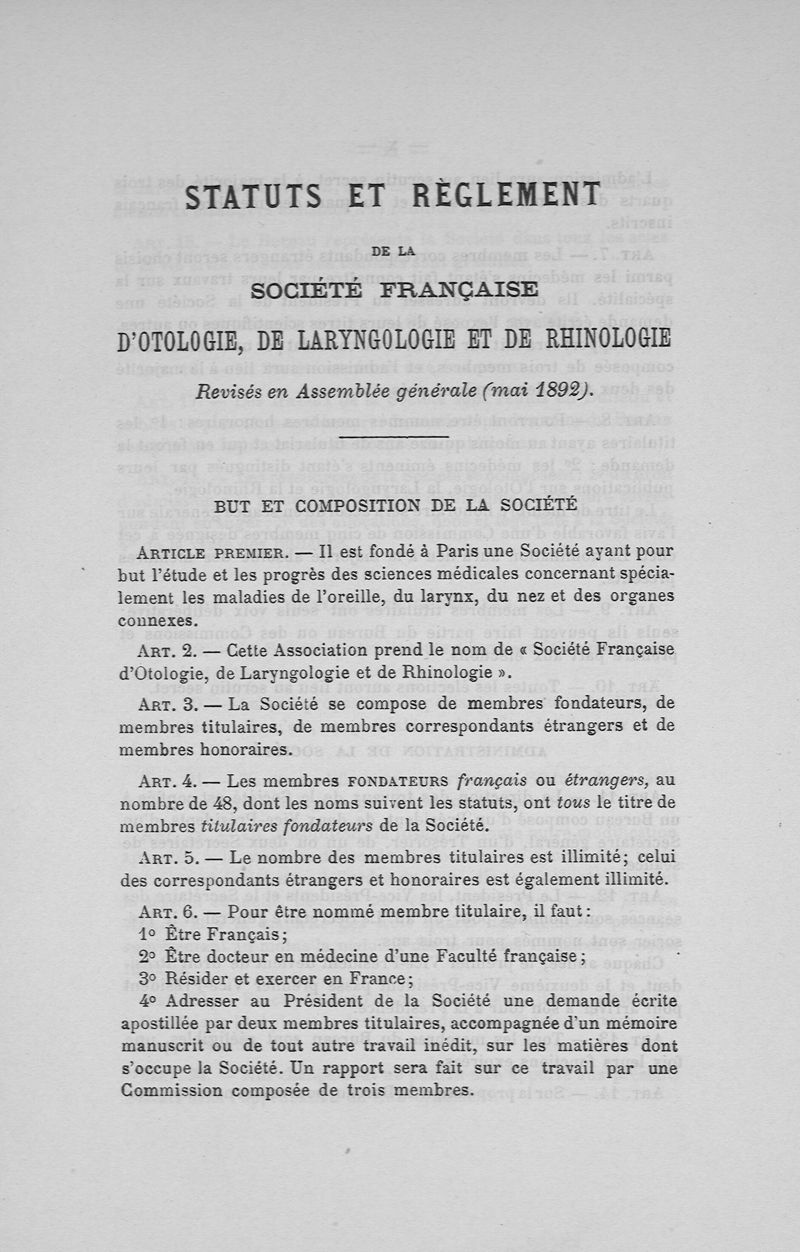 STATUTS ET RÈGLEMENT
DE LA
SOCIÉTÉ FRANÇAISE
D'OTOLOGIE, DE LARYNGOLOGIE ET DE RHINOLOGIE
Revisés en Assemblée générale (mai 1892).
BUT ET COMPOSITION DE LA SOCIÉTÉ
ARTICLE PREMIER. — Il est fondé à Paris une Société ayant pour
but l'étude et les progrès des sciences médicales concernant spécia-
lement les maladies de l'oreille, du larynx, du nez et des organes
connexes.
ART. 2. — Cette Association prend le nom de « Société Française
d'Otologie, de Laryngologie et de Rhinologie ».
ART. 3. — La Société se compose de membres fondateurs, de
membres titulaires, de membres correspondants étrangers et de
membres honoraires.
ART. 4. — Les membres FONDATEURS français ou étrangers, au
nombre de 48, dont les noms suivent les statuts, ont tous le titre de
membres titulaires fondateurs de la Société.
ART. 5. — Le nombre des membres titulaires est illimité; celui
des correspondants étrangers et honoraires est également illimité.
ART. 6. — Pour être nommé membre titulaire, il faut:
1º Être Français;
2º Être docteur en médecine d'une Faculté française;
3º Résider et exercer en France;
4º Adresser au Président de la Société une demande écrite
apostillée par deux membres titulaires, accompagnée d'un mémoire
manuscrit ou de tout autre travail inédit, sur les matières dont
s'occupe la Société. Un rapport sera fait sur ce travail par une
Commission composée de trois membres.